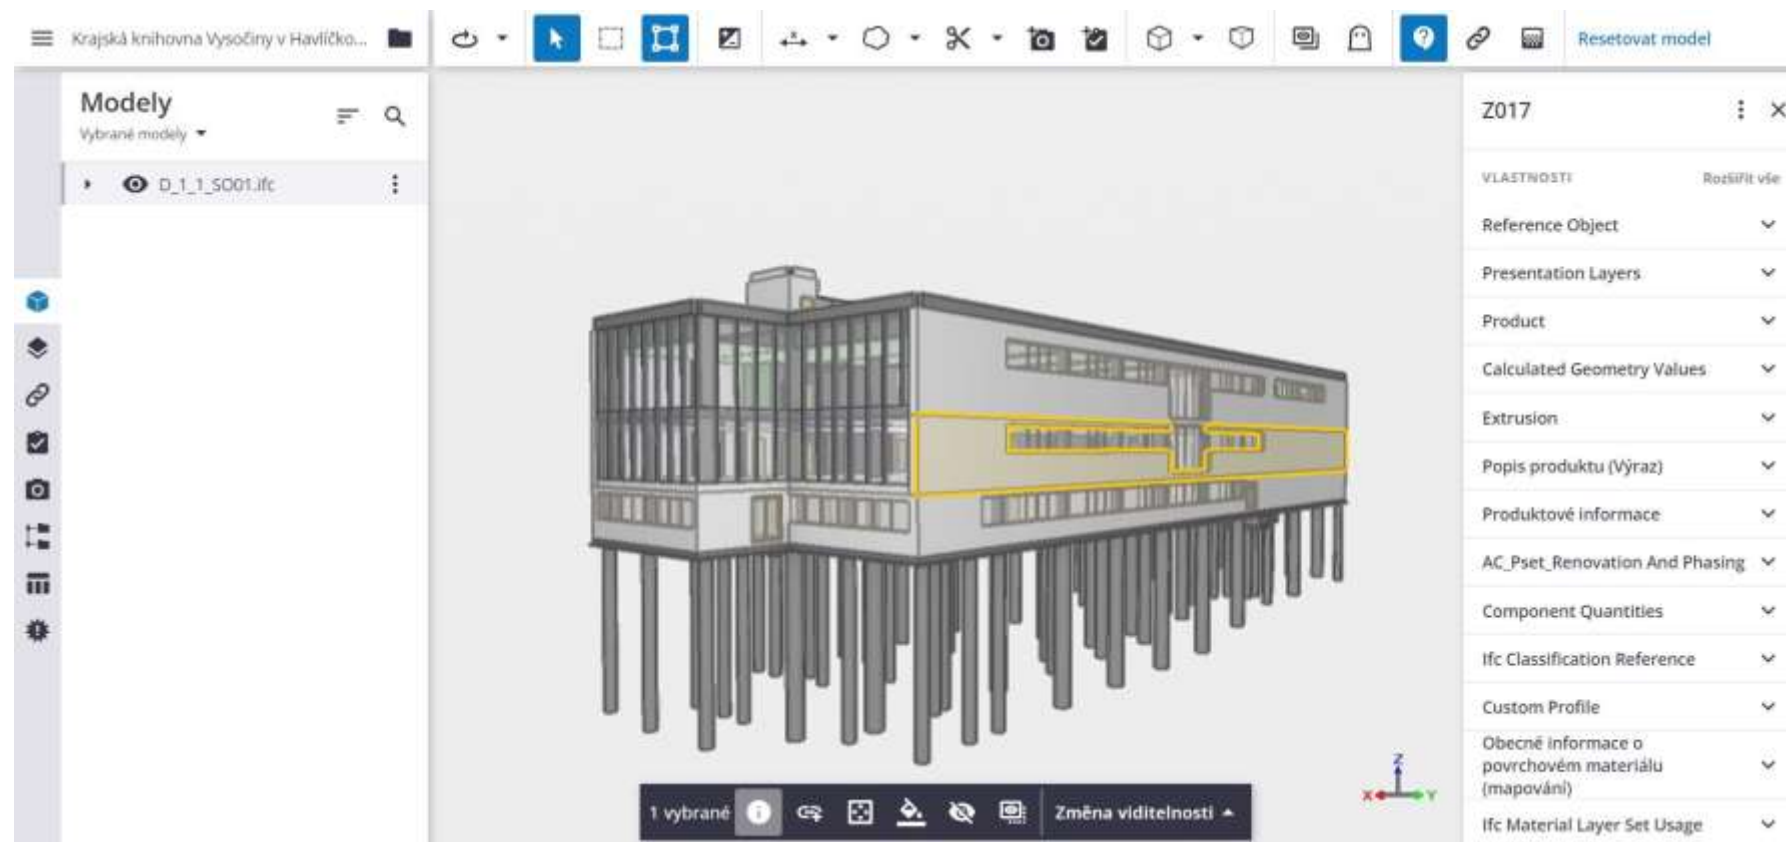 Krajská knihovna Vysočiny v Havlíčko...
Resetovat model
Modely
Vybrané modely
D_1_1_SO01.ifc
Z017
VLASTNOSTI
Rozšířit vše
Reference Object
Presentation Layers
Product
Calculated Geometry Values
Extrusion
Popis produktu (Výraz)
Produktové informace
AC_Pset_Renovation And Phasing
Component Quantities
Ifc Classification Reference
Custom Profile
Obecné informace o
povrchovém materiálu
(mapování)
Ifc Material Layer Set Usage
Z
X
Y
1 vybrané
Změna viditelnosti